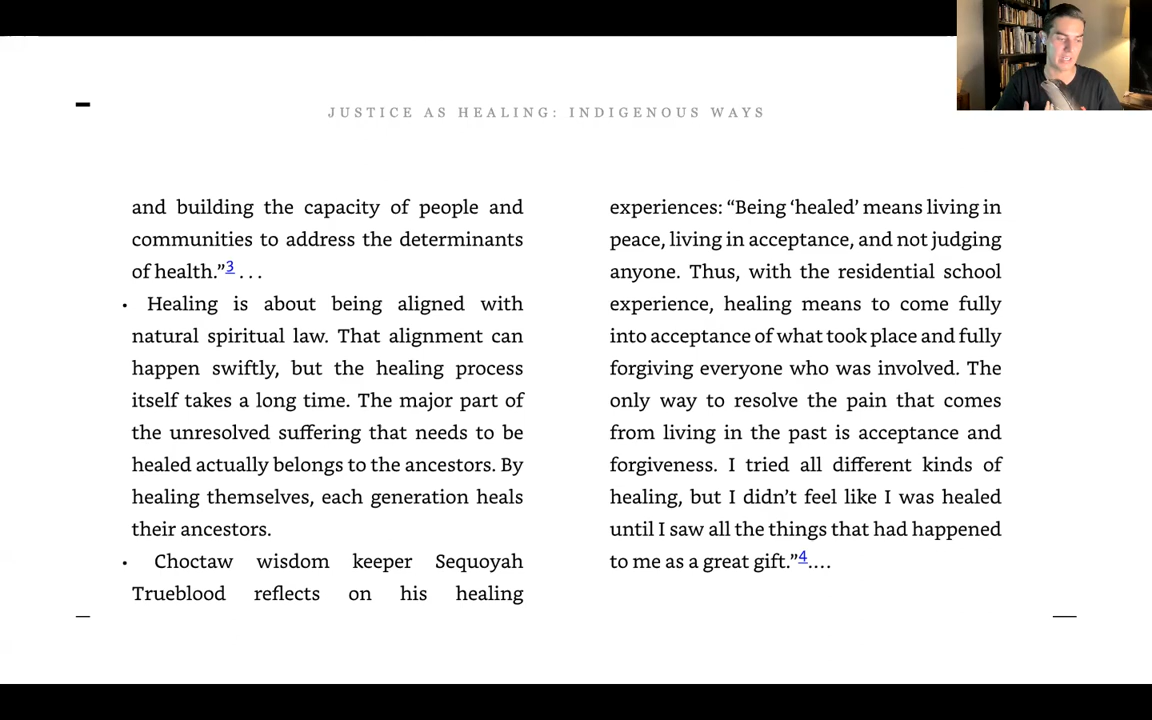 JUSTICE AS HEALING: INDIGENOUS WAYS
and building the capacity of people and
communities to address the determinants
of health.”3 . . .
• Healing is about being aligned with
natural spiritual law. That alignment can
happen swiftly, but the healing process
itself takes a long time. The major part of
the unresolved suffering that needs to be
healed actually belongs to the ancestors. By
healing themselves, each generation heals
their ancestors.
• Choctaw wisdom keeper Sequoyah
Trueblood reflects on his healing
experiences: “Being ‘healed’ means living in
peace, living in acceptance, and not judging
anyone. Thus, with the residential school
experience, healing means to come fully
into acceptance of what took place and fully
forgiving everyone who was involved. The
only way to resolve the pain that comes
from living in the past is acceptance and
forgiveness. I tried all different kinds of
healing, but I didn’t feel like I was healed
until I saw all the things that had happened
to me as a great gift.”4....